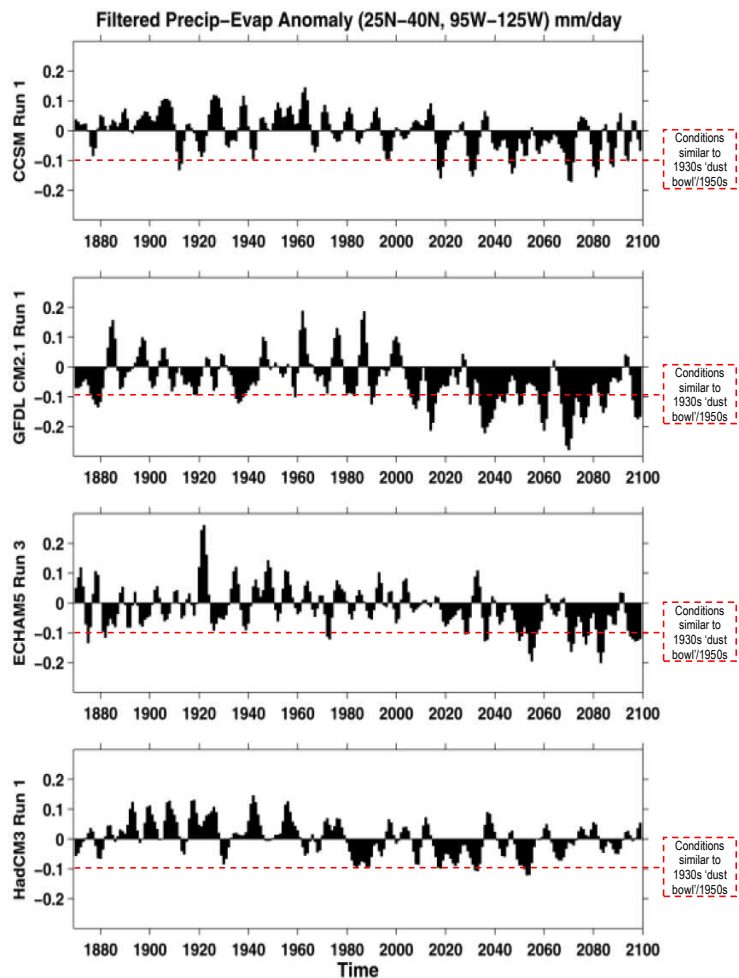 Filtered Precip-Evap Anomaly (25N-40N, 95W-125W) mm/day
CCSM Run 1
0.2
0.1
0
-0.1
-0.2
1880 1900 1920 1940 1960 1980 2000 2020 2040 2060 2080 2100
Conditions
similar to
1930s 'dust
bowl'/1950s
GFDL CM2.1 Run 1
0.2
0.1
0
-0.1
-0.2
1880 1900 1920 1940 1960 1980 2000 2020 2040 2060 2080 2100
Conditions
similar to
1930s 'dust
bowl'/1950s
ECHAM5 Run 3
0.2
0.1
0
-0.1
-0.2
1880 1900 1920 1940 1960 1980 2000 2020 2040 2060 2080 2100
Conditions
similar to
1930s 'dust
bowl'/1950s
HadCM3 Run 1
0.2
0.1
0
-0.1
-0.2
1880 1900 1920 1940 1960 1980 2000 2020 2040 2060 2080 2100
Conditions
similar to
1930s 'dust
bowl'/1950s
Time